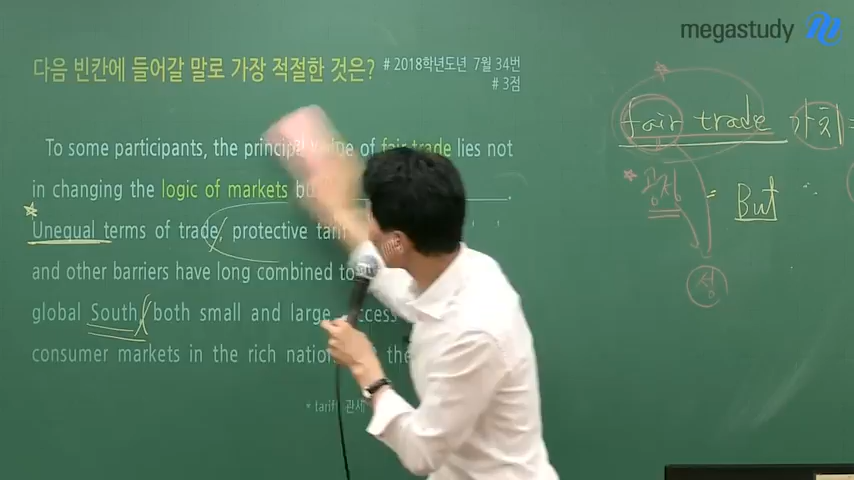 megastudy
다음 빈칸에 들어갈 말로 가장 적절한 것은? # 2018학년도년 7월 34번
# 3점
To some participants, the principal of fair trade lies not
in changing the logic of markets
Unequal terms of trade, protective
and other barriers have long combined to
global South, both small and large,
consumer markets in the rich the
* tariff 관세
fair trade 가치
공정 = But ∴